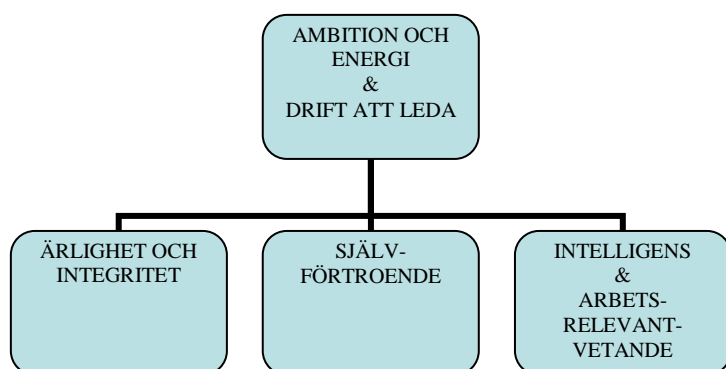 AMBITION OCH
ENERGI
&
DRIFT ATT LEDA
ÄRLIGHET OCH
INTEGRITET
SJÄLV-
FÖRTROENDE
INTELLIGENS
&
ARBETS-
RELEVANT-
VETANDE